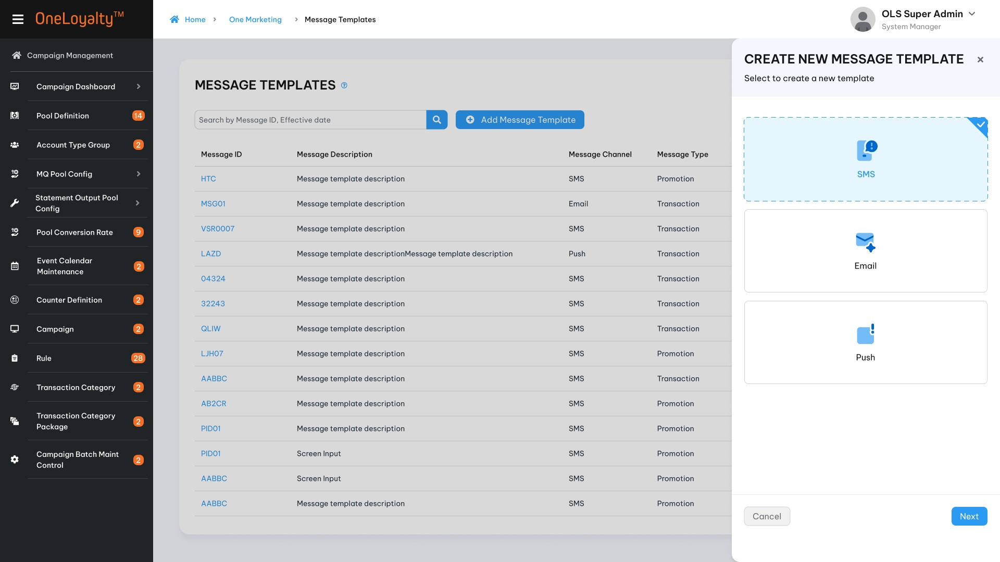 OneLoyalty™
Home
One Marketing
Message Templates
OLS Super Admin
System Manager
Campaign Management
Campaign Dashboard
Pool Definition 14
Account Type Group 2
MQ Pool Config
Statement Output Pool
Config
Pool Conversion Rate 9
Event Calendar
Maintenance 2
Counter Definition 2
Campaign 2
Rule 28
Transaction Category 2
Transaction Category
Package 2
Campaign Batch Maint
Control 2
MESSAGE TEMPLATES
Search by Message ID, Effective date
Add Message Template
Message ID Message Description Message Channel Message Type
HTC Message template description SMS Promotion
MSG01 Message template description Email Transaction
VSR0007 Message template description SMS Transaction
LAZD Message template descriptionMessage template description Push Transaction
04324 Message template description SMS Transaction
32243 Message template description SMS Transaction
QLIW Message template description SMS Transaction
LJH07 Message template description SMS Promotion
AABBC Message template description SMS Transaction
AB2CR Message template description SMS Promotion
PID01 Message template description SMS Promotion
PID01 Screen Input SMS Promotion
AABBC Screen Input SMS Promotion
AABBC Message template description SMS Promotion
CREATE NEW MESSAGE TEMPLATE
Select to create a new template
SMS
Email
Push
Cancel
Next